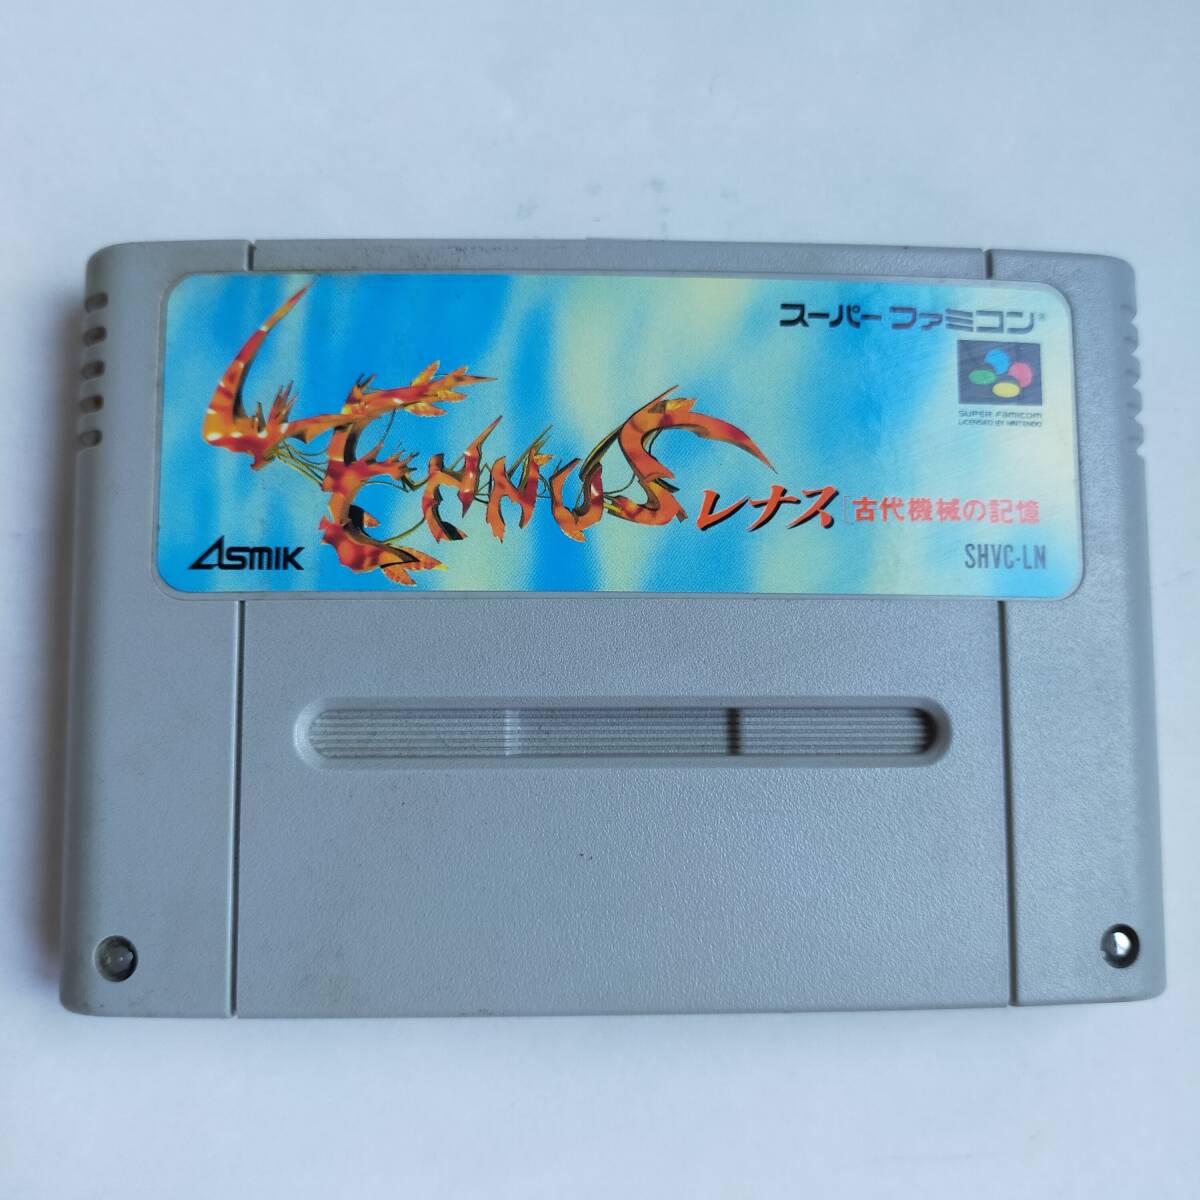 スーパーファミコン®
SUPER FAMICOM
LICENSED BY NINTENDO
LENNUS
レナス [古代機械の記憶
ASMIK
SHVC-LN